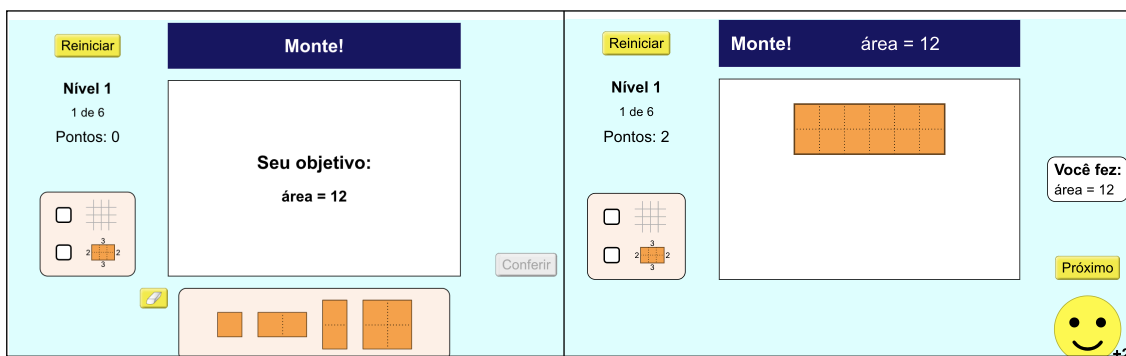 Reiniciar
Monte!
Nível 1
1 de 6
Pontos: 0
Seu objetivo:
área = 12
3
2 2
3
Conferir
Reiniciar
Monte! área = 12
Nível 1
1 de 6
Pontos: 2
3
2 2
3
Você fez:
área = 12
Próximo